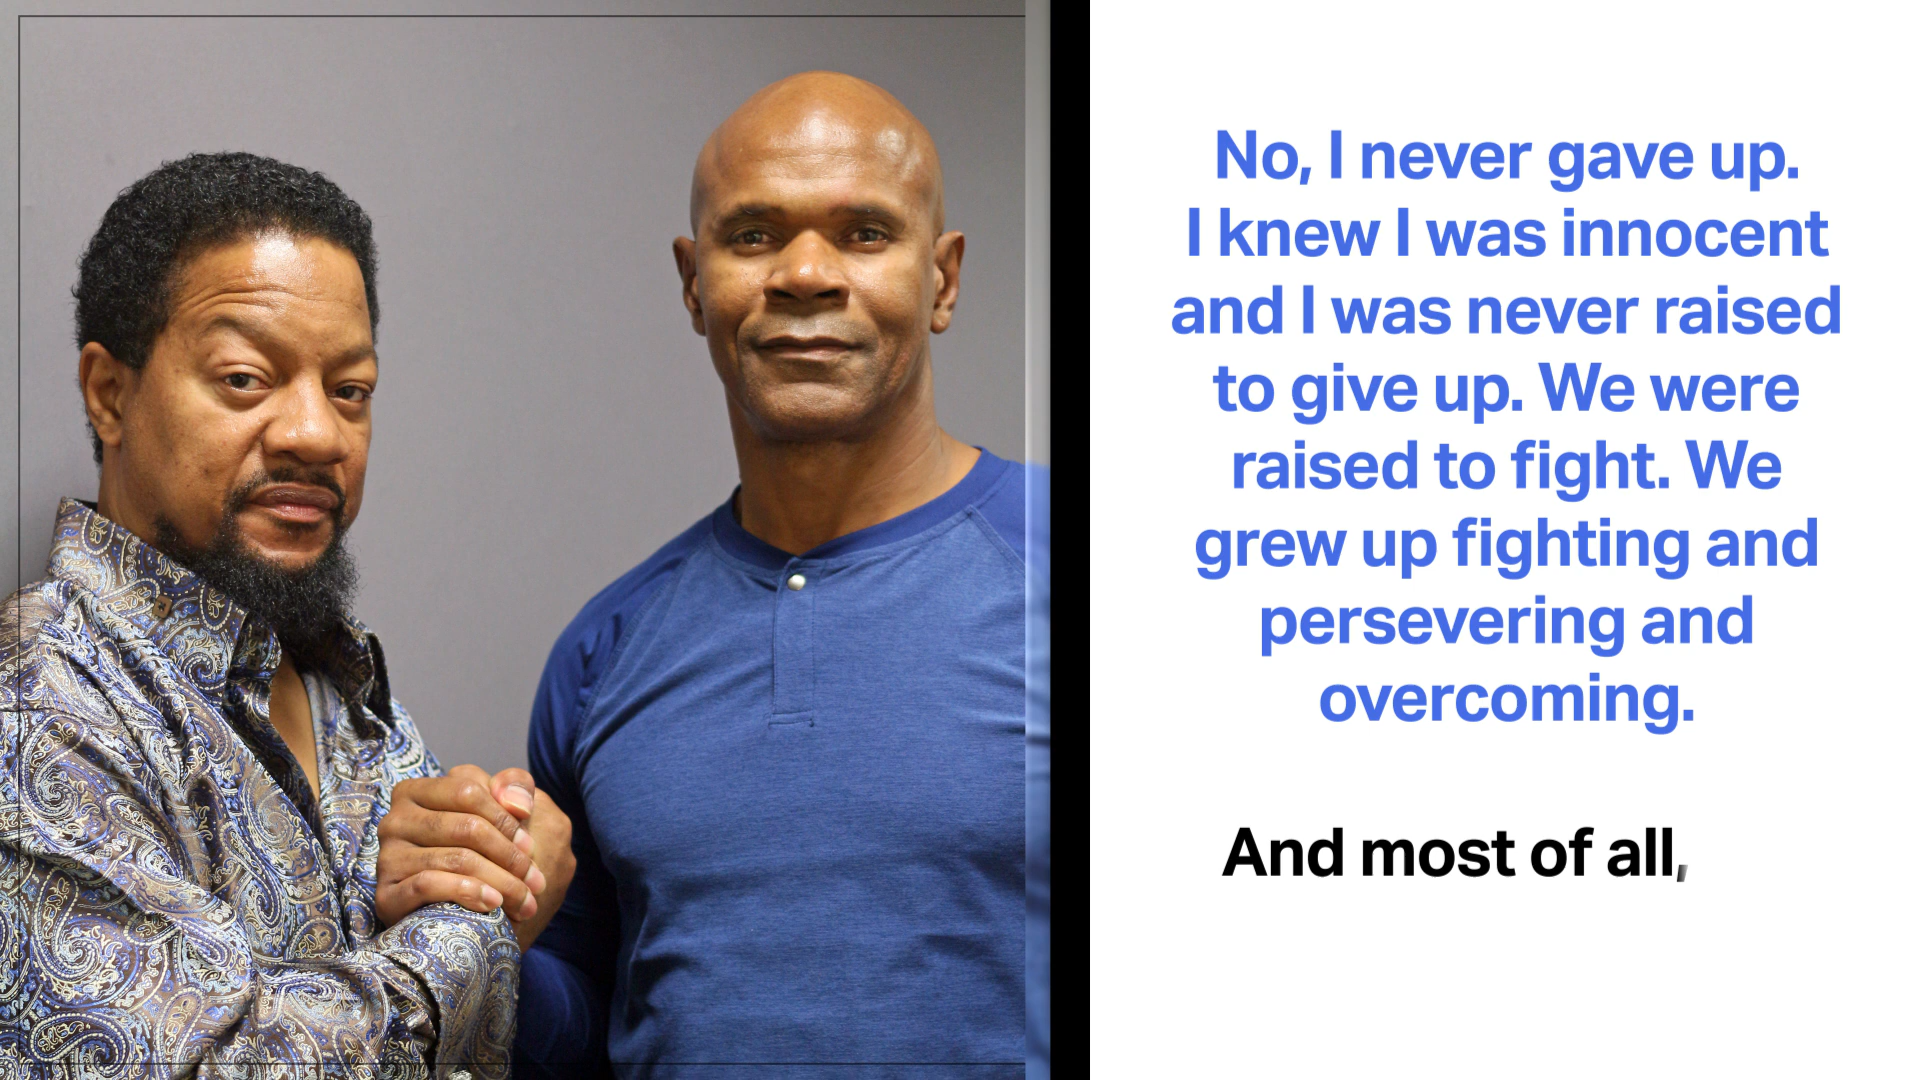 No, I never gave up.
I knew I was innocent
and I was never raised
to give up. We were
raised to fight. We
grew up fighting and
persevering and
overcoming.
And most of all,